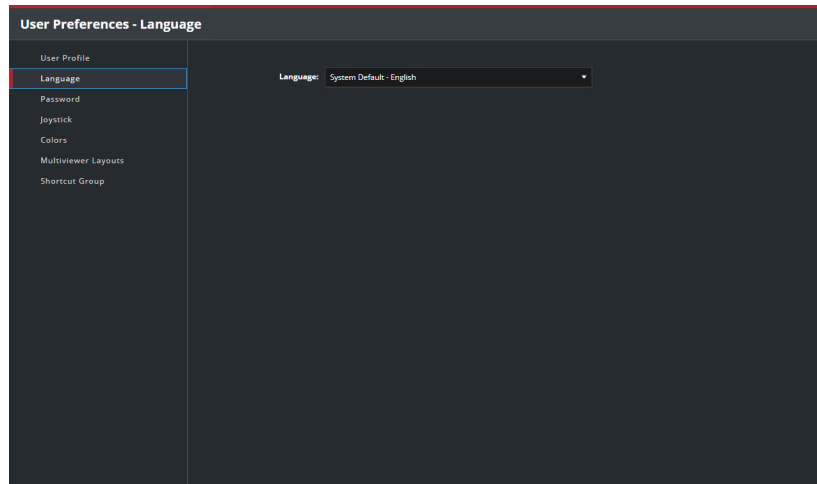 User Preferences - Language
User Profile
Language
Password
Joystick
Colors
Multiviewer Layouts
Shortcut Group
Language: System Default - English